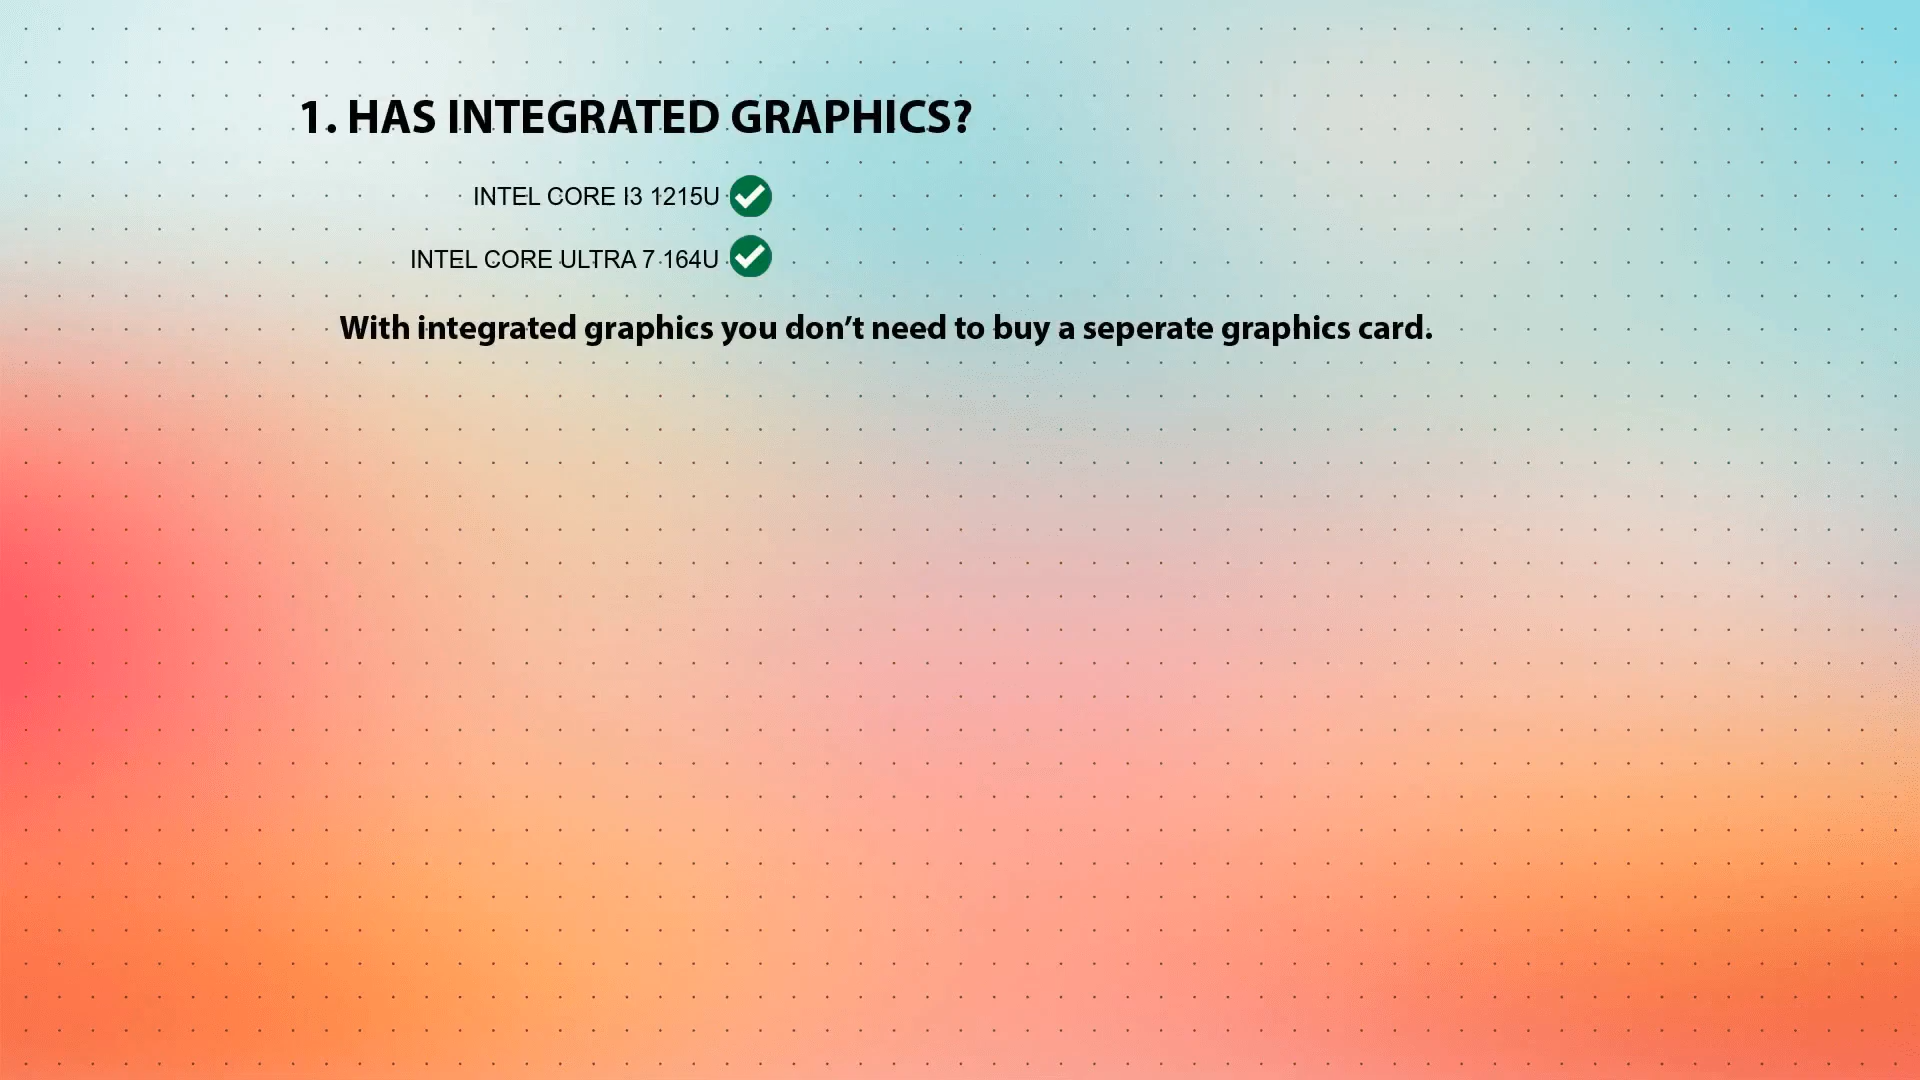 1. HAS INTEGRATED GRAPHICS?
INTEL CORE I3 1215U
INTEL CORE ULTRA 7 164U
With integrated graphics you don’t need to buy a seperate graphics card.